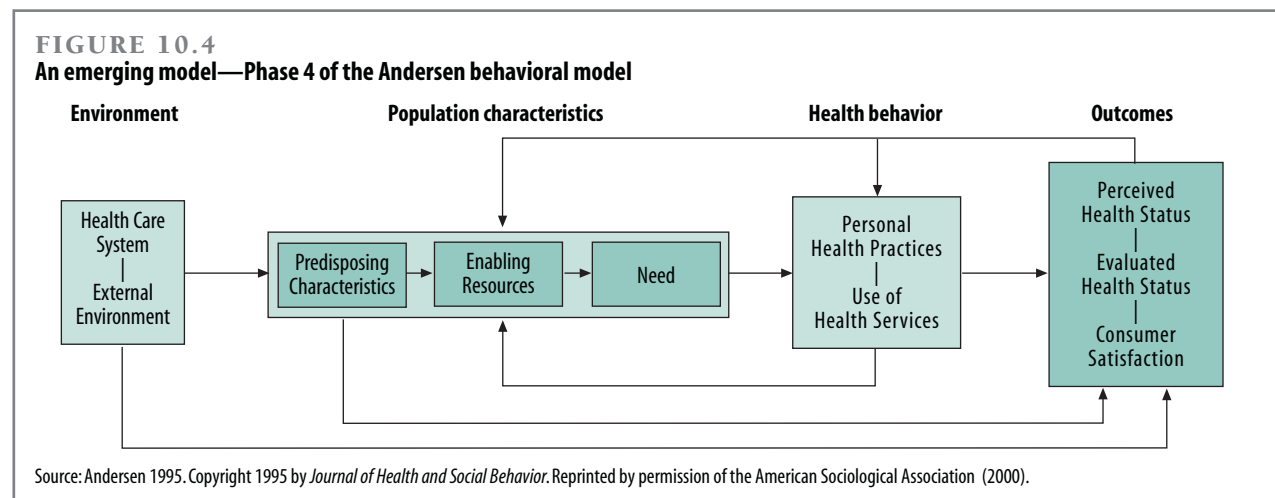 FIGURE 10.4
An emerging model—Phase 4 of the Andersen behavioral model
Environment
Population characteristics
Health behavior
Outcomes
Health Care
System
External
Environment
Predisposing
Characteristics
Enabling
Resources
Need
Personal
Health Practices
Use of
Health Services
Perceived
Health Status
Evaluated
Health Status
Consumer
Satisfaction
Source: Andersen 1995. Copyright 1995 by Journal of Health and Social Behavior. Reprinted by permission of the American Sociological Association (2000).